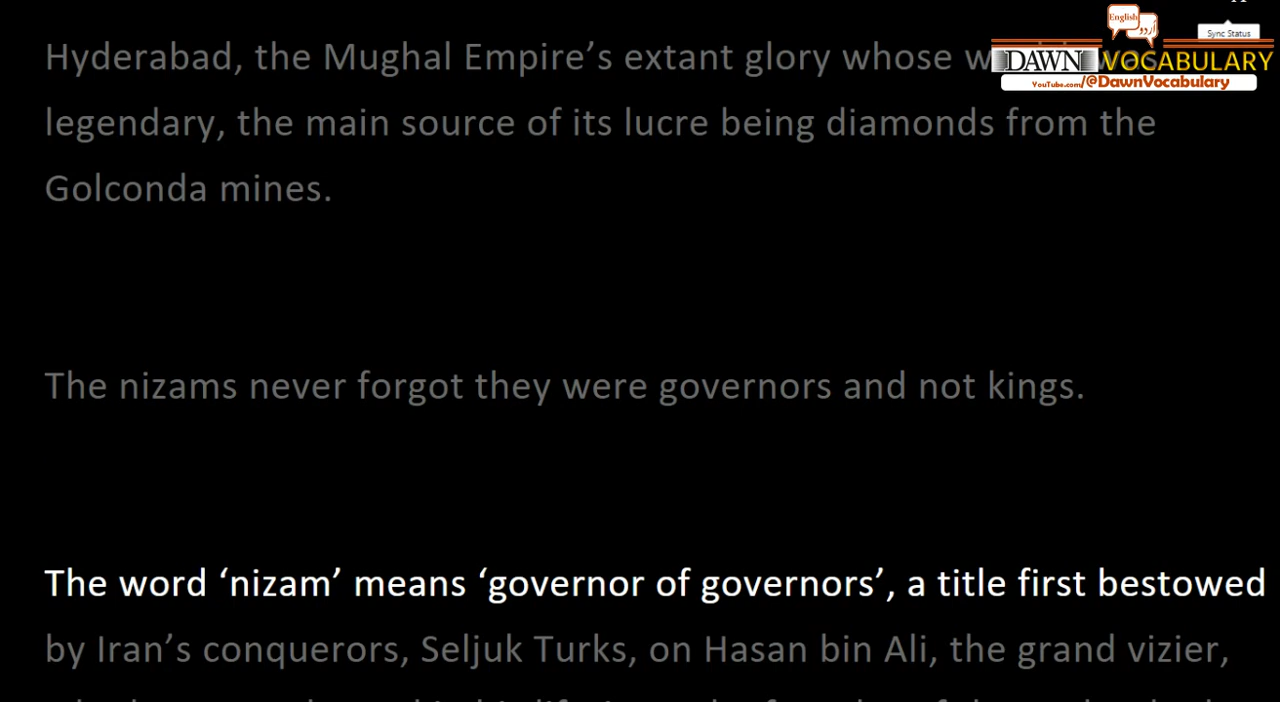 English
اردو
Sync Status
DAWN VOCABULARY
YouTube.com/@DawnVocabulary
Hyderabad, the Mughal Empire’s extant glory whose was
legendary, the main source of its lucre being diamonds from the
Golconda mines.
The nizams never forgot they were governors and not kings.
The word ‘nizam’ means ‘governor of governors’, a title first bestowed
by Iran’s conquerors, Seljuk Turks, on Hasan bin Ali, the grand vizier,